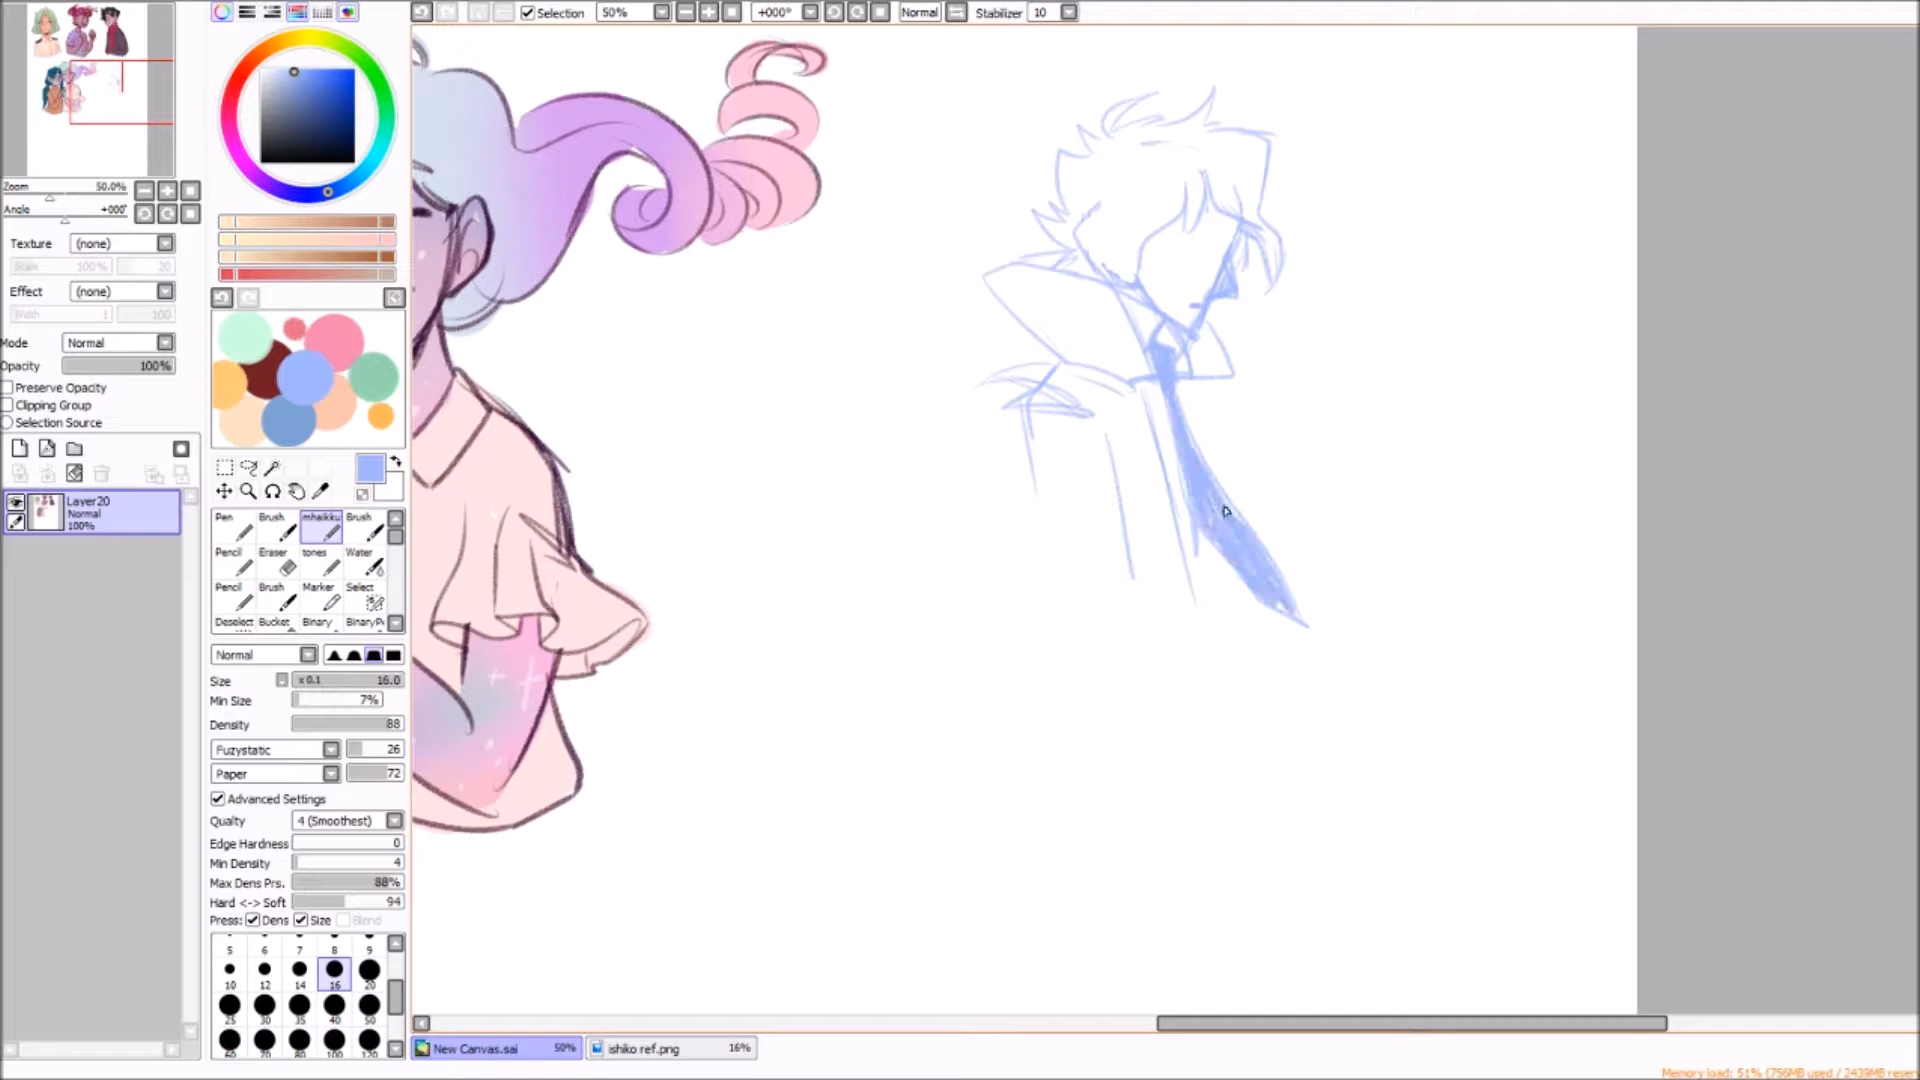 Selection 50% +000° Normal Stabilizer 10
Zoom 50.0%
Angle +000°
Texture (none)
Scale 100% 20
Effect (none)
Width 1 100
Mode Normal
Opacity 100%
Preserve Opacity
Clipping Group
Selection Source
Layer20
Normal
100%
Pen Brush mhaikku Brush
Pencil Eraser tones Water
Pencil Brush Marker Select
Deselect Bucket Binary BinaryPe
Normal
Size x 0.1 16.0
Min Size 7%
Density 88
Fuzystatic 26
Paper 72
Advanced Settings
Quality 4 (Smoothest)
Edge Hardness 0
Min Density 4
Max Dens Prs. 88%
Hard <-> Soft 94
Press: Dens Size Blend
5 6 7 8 9
10 12 14 16 20
25 30 35 40 50
60 70 80 100 120
New Canvas.sai 50% ishiko ref.png 16%
Memory load: 51% (756MB used / 2439MB reser